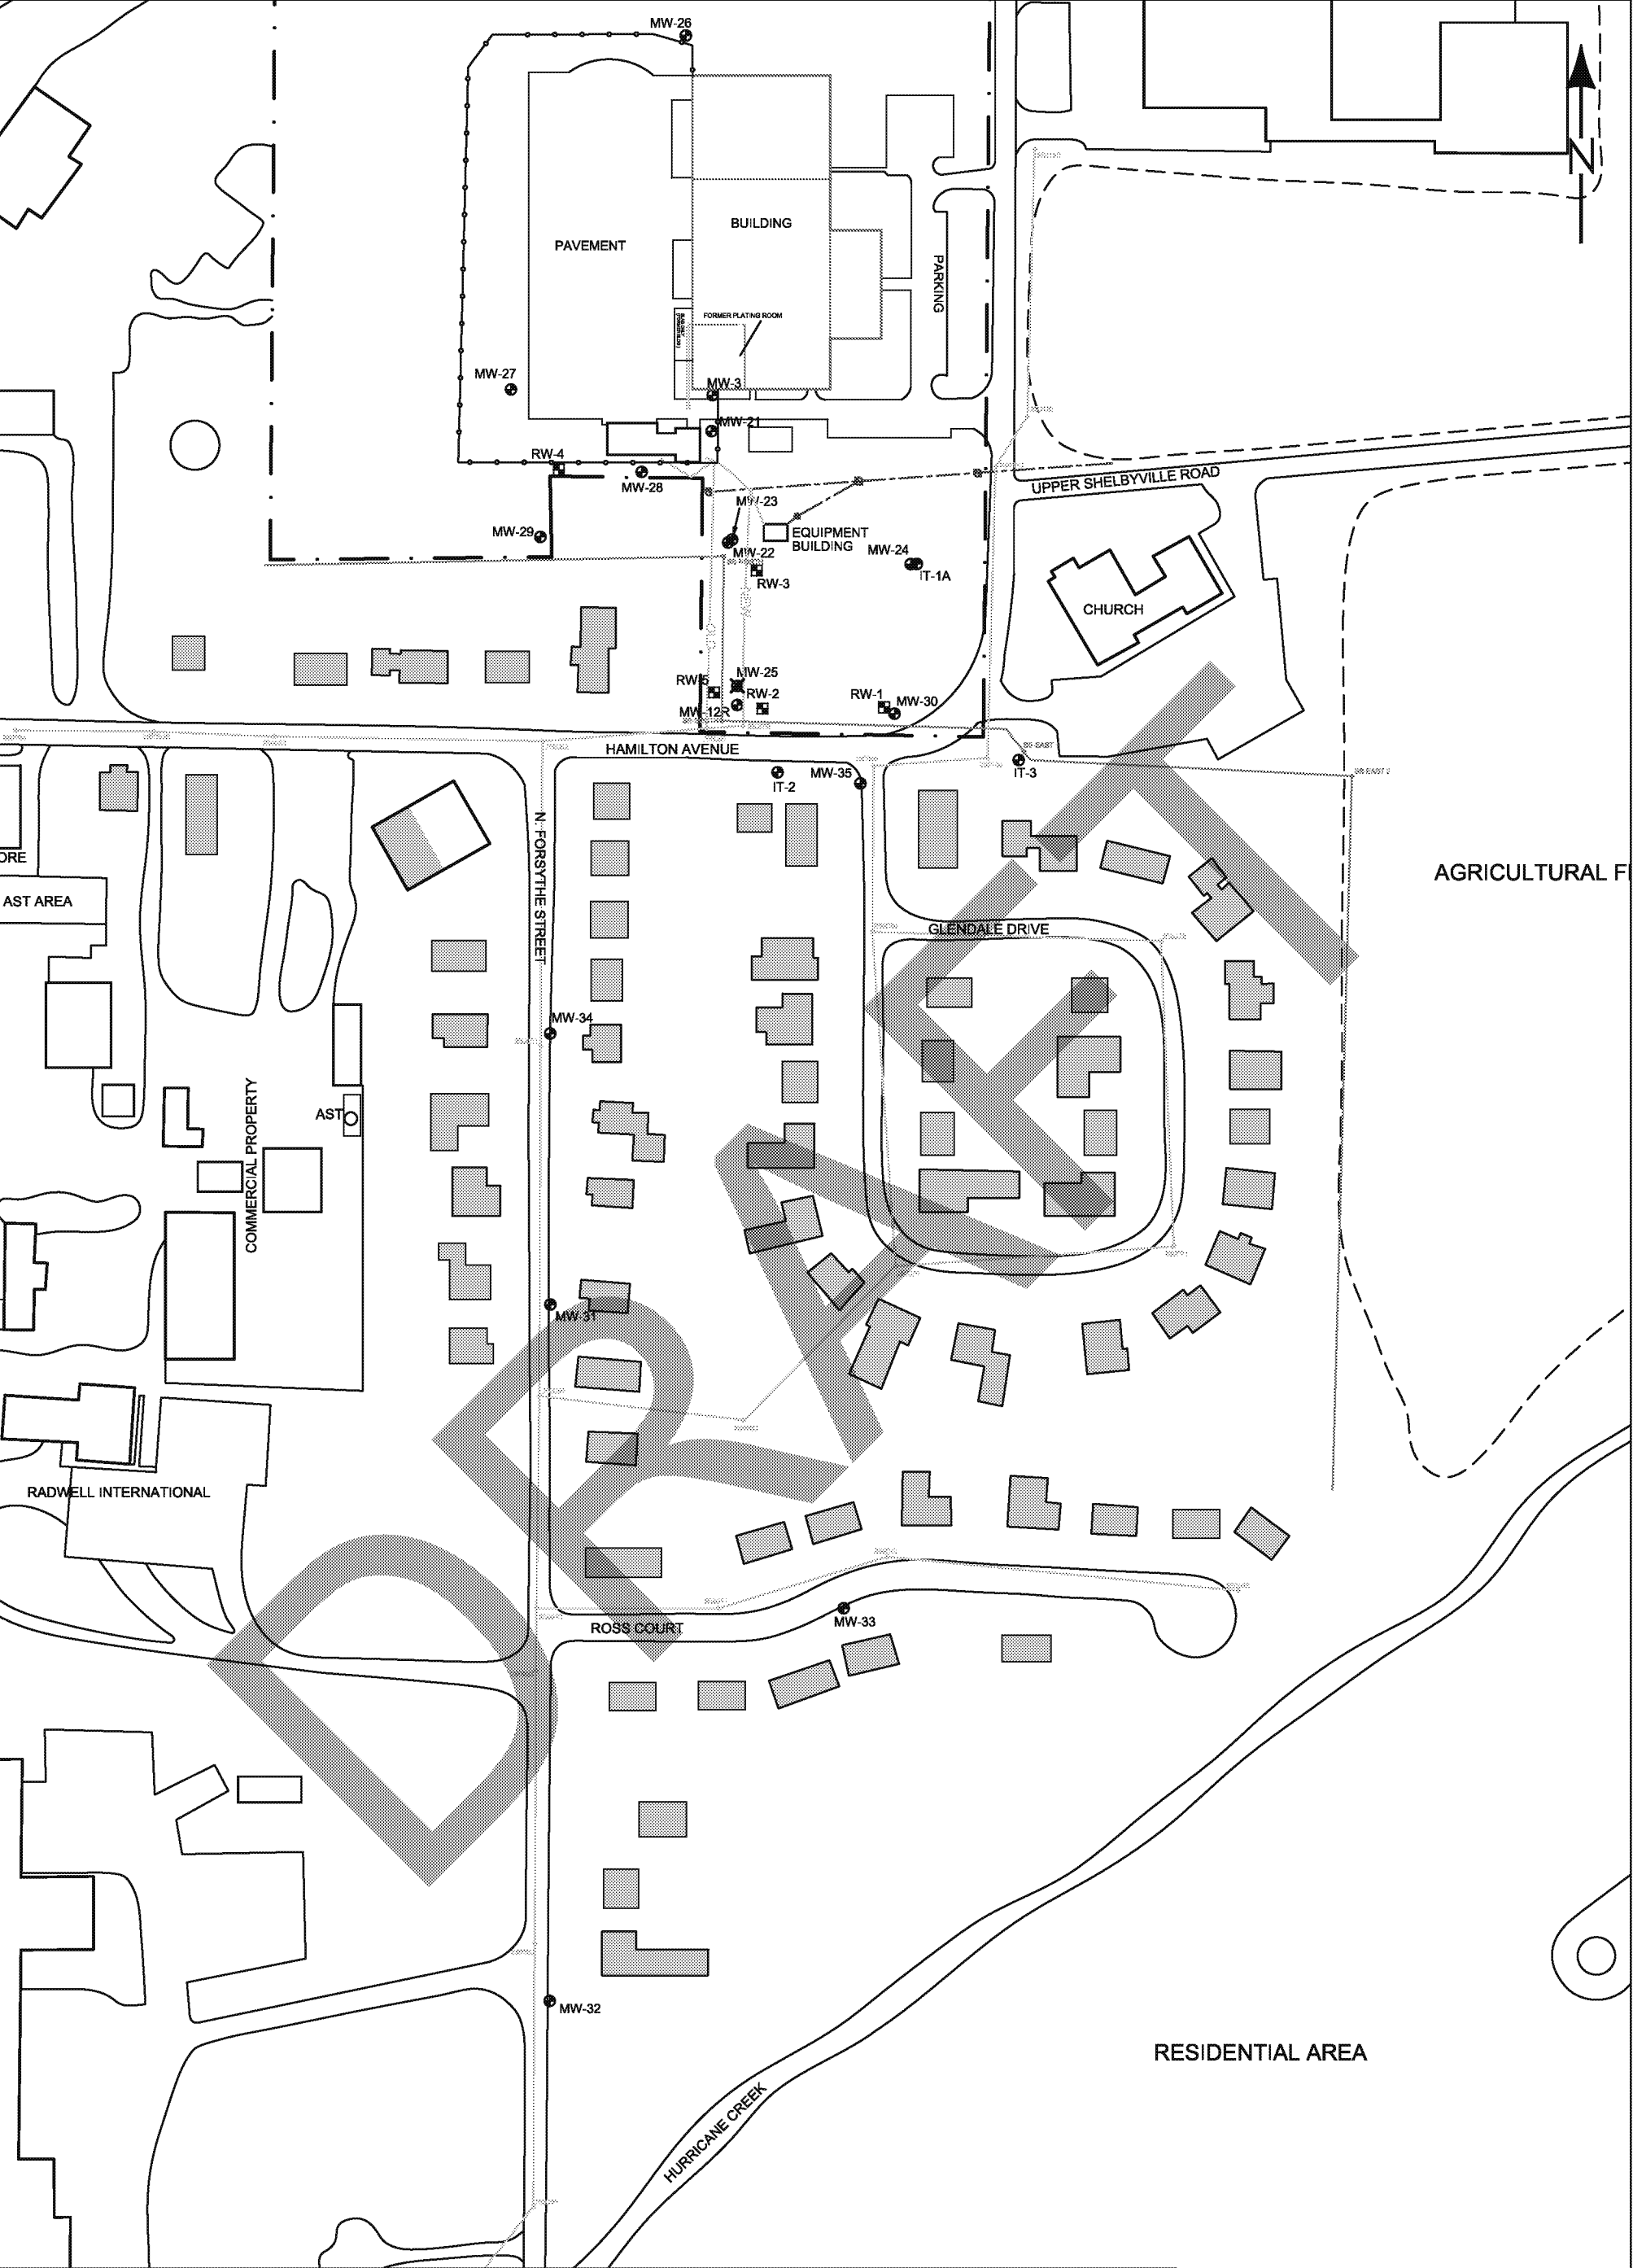 MW-26
N
BUILDING
PAVEMENT
PARKING
FORMER PLATING ROOM
MW-27
MW-3
MW-21
RW-4
MW-28
UPPER SHELBYVILLE ROAD
MW-23
MW-29
EQUIPMENT
BUILDING
MW-22
MW-24
IT-1A
RW-3
CHURCH
MW-25
RW-5
RW-2
RW-1
MW-30
MW-12R
HAMILTON AVENUE
MW-35
IT-2
IT-3
N. FORSYTHE STREET
ORE
AST AREA
AGRICULTURAL FI
GLENDALE DRIVE
MW-34
AST
COMMERCIAL PROPERTY
MW-31
RADWELL INTERNATIONAL
ROSS COURT
MW-33
DRAFT
MW-32
RESIDENTIAL AREA
HURRICANE CREEK